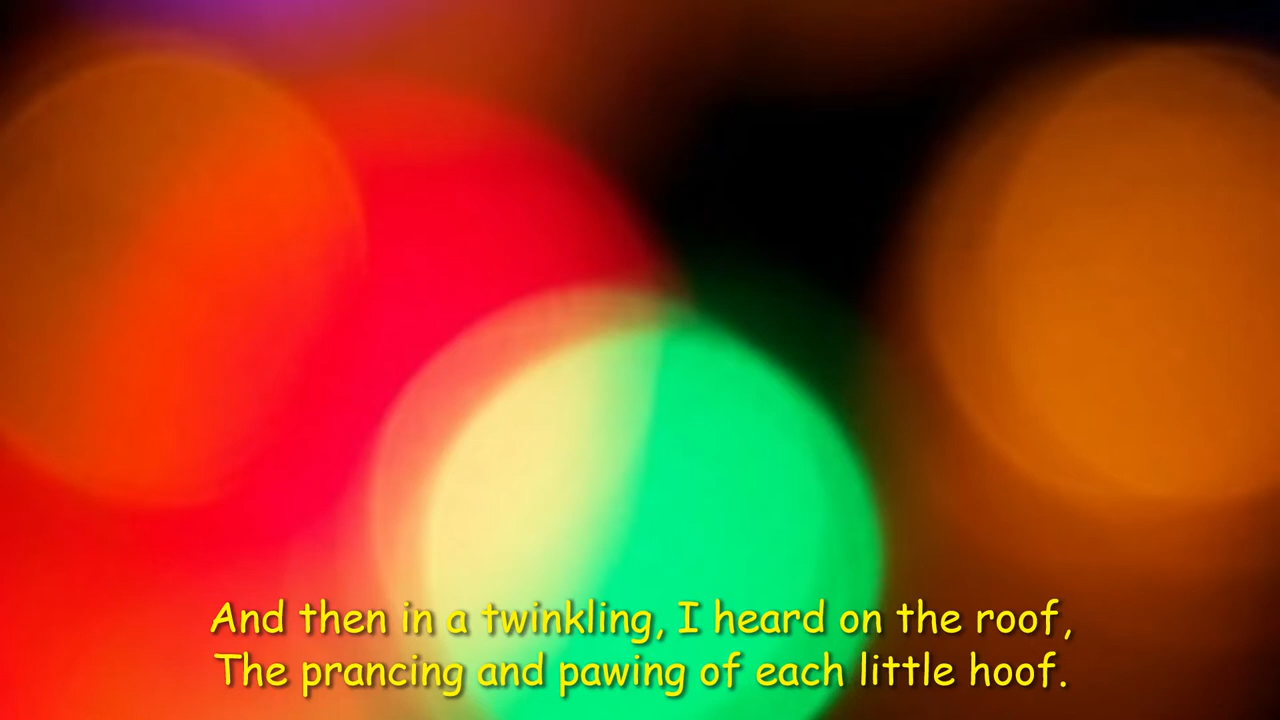 And then in a twinkling, I heard on the roof,
The prancing and pawing of each little hoof.